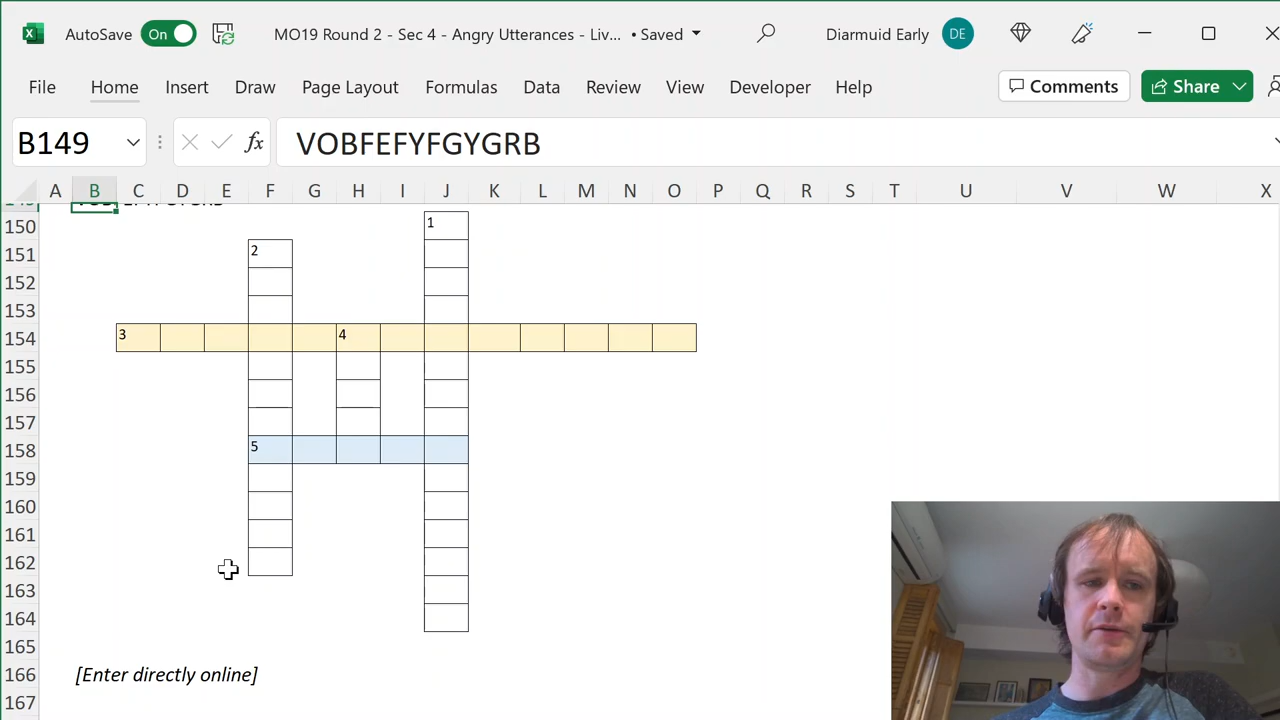 AutoSave On MO19 Round 2 - Sec 4 - Angry Utterances - Liv... • Saved Diarmuid Early DE
File Home Insert Draw Page Layout Formulas Data Review View Developer Help Comments Share
B149 fx VOBFEFYFGYGRB
A B C D E F G H I J K L M N O P Q R S T U V W X
150 1
151 2
152
153
154 3 4
155
156
157
158 5
159
160
161
162
163
164
165
166 [Enter directly online]
167